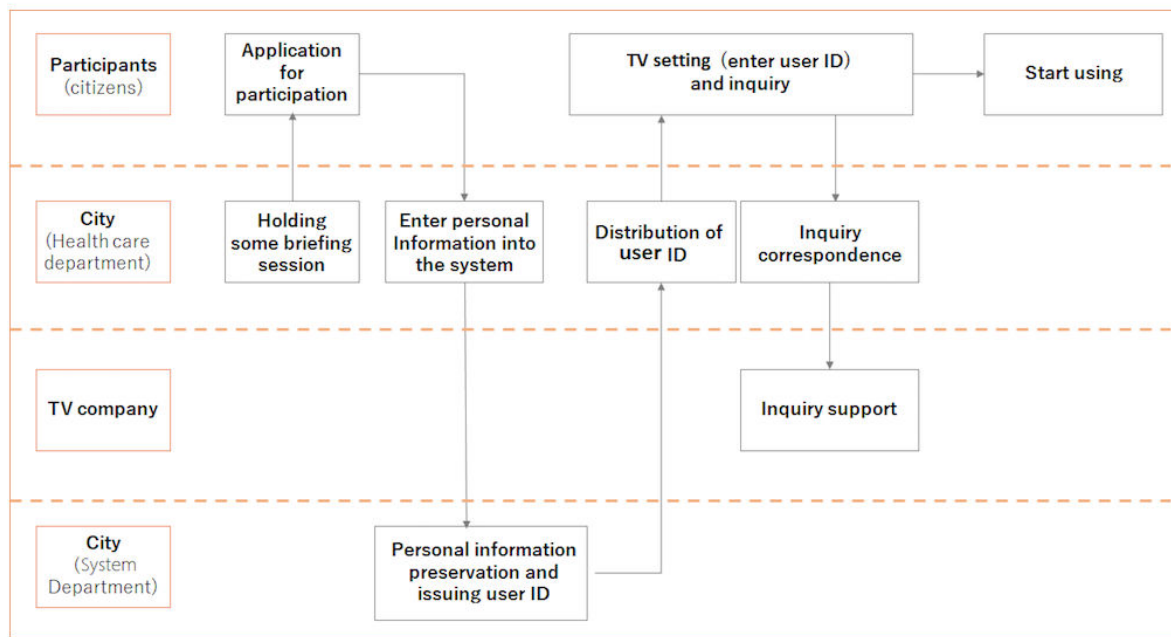 Participants
(citizens)
Application
for
participation
TV setting (enter user ID)
and inquiry
Start using
City
(Health care
department)
Holding
some briefing
session
Enter personal
Information into
the system
Distribution of
user ID
Inquiry
correspondence
TV company
Inquiry support
City
(System
Department)
Personal information
preservation and
issuing user ID